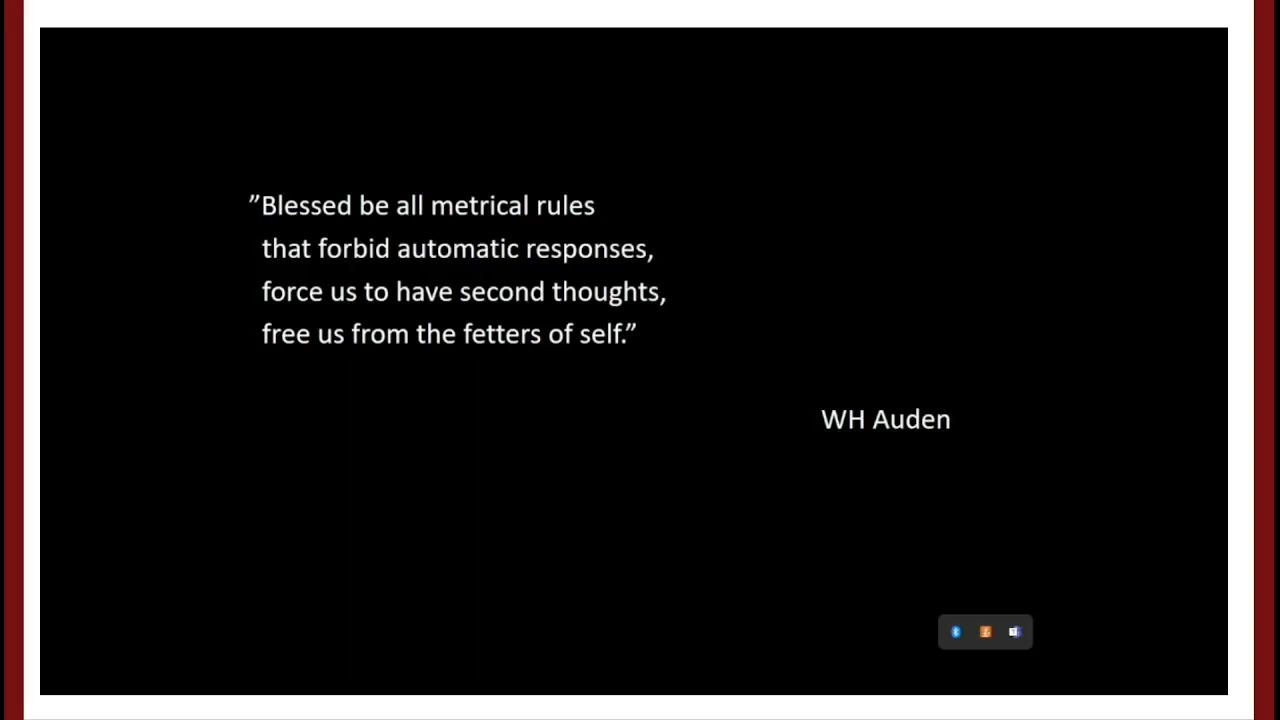 ”Blessed be all metrical rules
that forbid automatic responses,
force us to have second thoughts,
free us from the fetters of self.”
WH Auden